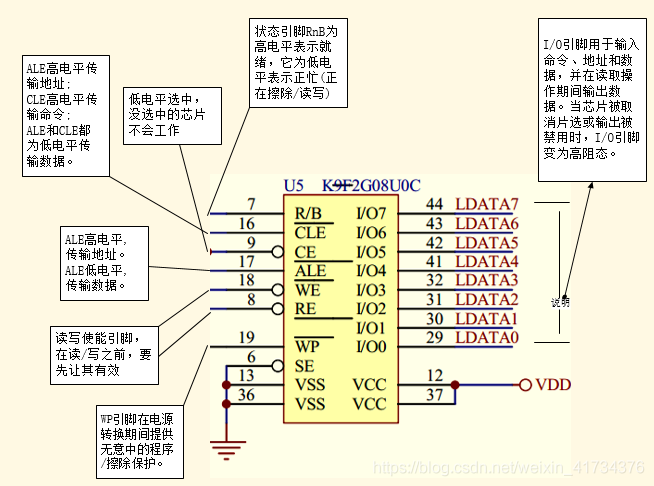 状态引脚RnB为
高电平表示就
绪，它为低电
平表示正忙(正
在擦除/读写)
I/O引脚用于输入
命令、地址和数
据，并在读取操
作期间输出数
据。当芯片被取
消片选或输出被
禁用时，I/O引脚
变为高阻态。
ALE高电平传
输地址;
CLE高电平传
输命令;
ALE和CLE都
为低电平传
输数据。
低电平选中，
没选中的芯片
不会工作
ALE高电平，
传输地址。
ALE低电平，
传输数据。
读写使能引脚，
在读/写之前，要
先让其有效
WP引脚在电源
转换期间提供
无意中的程序
/擦除保护。
U5 K9F2G08U0C
7 R/B I/O7 44 LDATA7
16 CLE I/O6 43 LDATA6
9 CE I/O5 42 LDATA5
17 ALE I/O4 41 LDATA4
18 WE I/O3 32 LDATA3
8 RE I/O2 31 LDATA2
I/O1 30 LDATA1
19 WP I/O0 29 LDATA0
6 SE
13 VSS VCC 12 VDD
36 VSS VCC 37
说明
https://blog.csdn.net/weixin_41734376